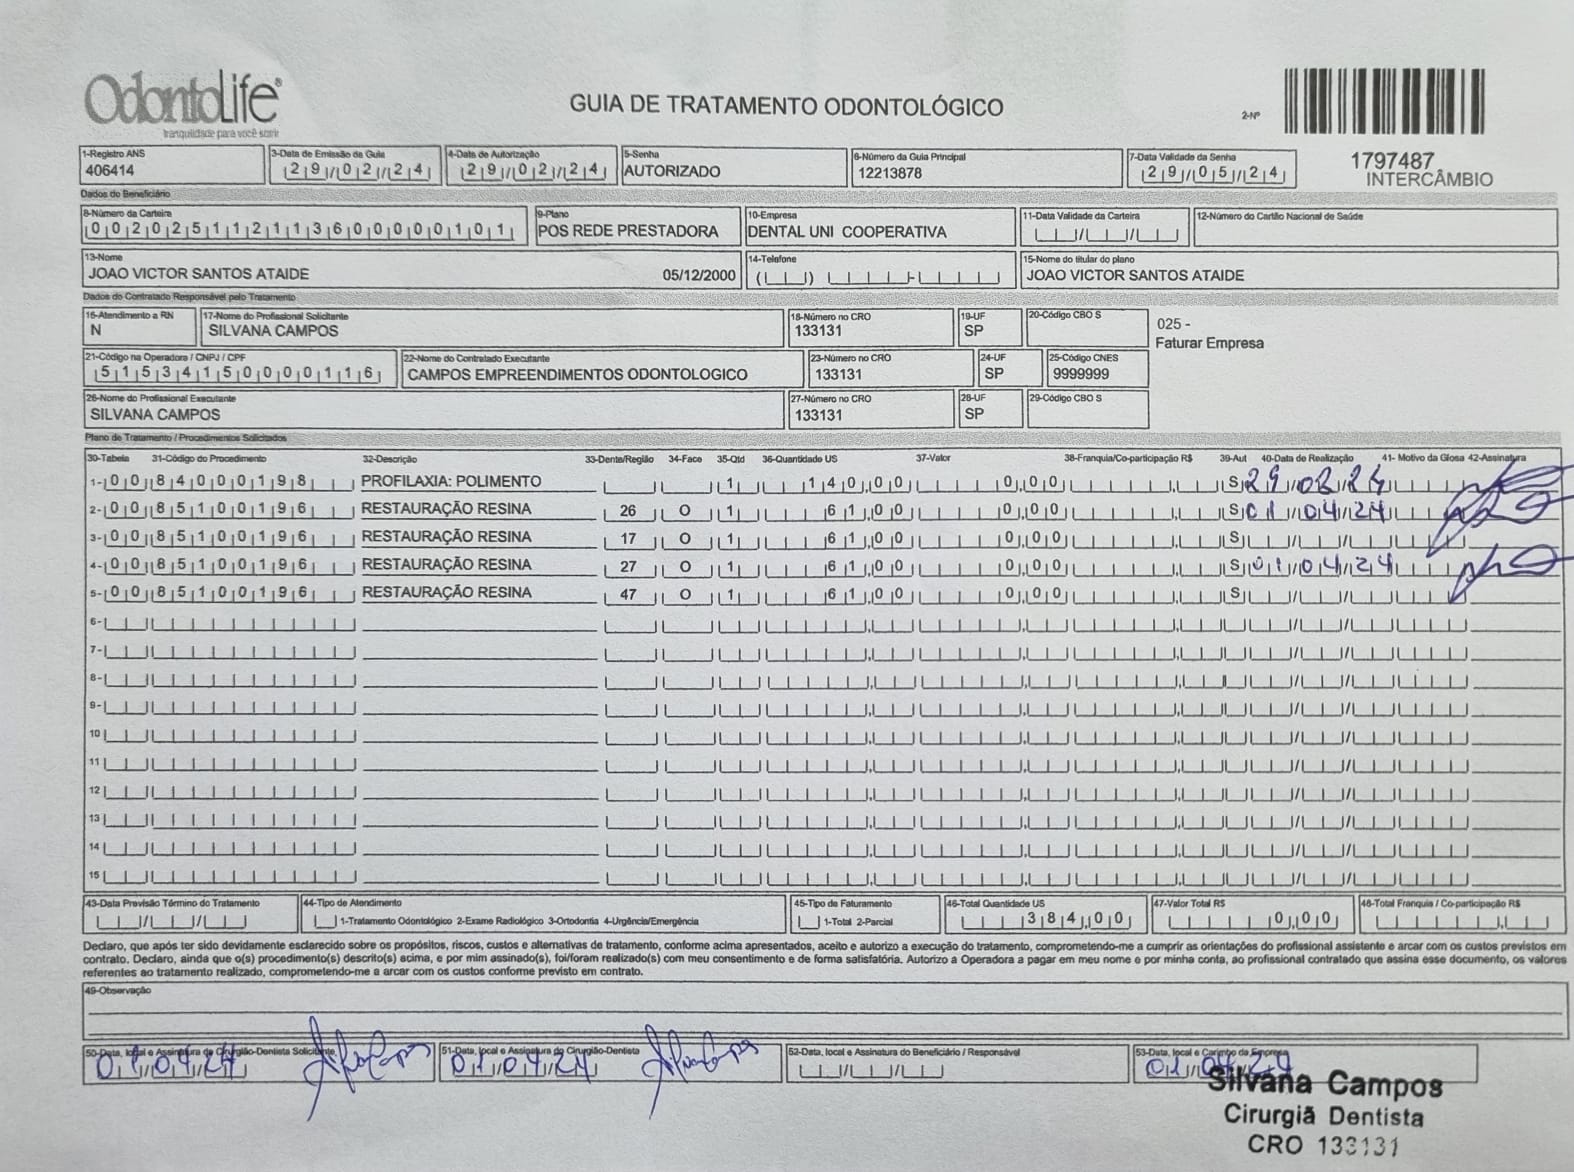 OdontoLife®
tranquilidade para você sorrir
GUIA DE TRATAMENTO ODONTOLÓGICO
2-Nº
1797487
INTERCÂMBIO
1-Registro ANS
406414
3-Data de Emissão da Guia
29/02/24
4-Data de Autorização
29/02/24
5-Senha
AUTORIZADO
6-Número da Guia Principal
12213878
7-Data Validade da Senha
29/05/24
Dados do Beneficiário
8-Número da Carteira
002025112113600000101
9-Plano
POS REDE PRESTADORA
10-Empresa
DENTAL UNI COOPERATIVA
11-Data Validade da Carteira
12-Número do Cartão Nacional de Saúde
13-Nome
JOAO VICTOR SANTOS ATAIDE 05/12/2000
14-Telefone
15-Nome do titular do plano
JOAO VICTOR SANTOS ATAIDE
Dados do Contratado Responsável pelo Tratamento
16-Atendimento a RN
N
17-Nome do Profissional Solicitante
SILVANA CAMPOS
18-Número no CRO
133131
19-UF
SP
20-Código CBO S
025 -
Faturar Empresa
21-Código na Operadora / CNPJ / CPF
51534150000116
22-Nome do Contratado Executante
CAMPOS EMPREENDIMENTOS ODONTOLOGICO
23-Número no CRO
133131
24-UF
SP
25-Código CNES
9999999
26-Nome do Profissional Executante
SILVANA CAMPOS
27-Número no CRO
133131
28-UF
SP
29-Código CBO S
Plano de Tratamento / Procedimentos Solicitados
30-Tabela 31-Código do Procedimento 32-Descrição 33-Dente/Região 34-Face 35-Qtd 36-Quantidade US 37-Valor 38-Franquia/Co-participação R$ 39-Aut 40-Data de Realização 41- Motivo da Glosa 42-Assinatura
1- 00 84000198 PROFILAXIA: POLIMENTO 1 140,00 0,00 S 29/02/24
2- 00 85100196 RESTAURAÇÃO RESINA 26 O 1 61,00 0,00 S 01/04/24
3- 00 85100196 RESTAURAÇÃO RESINA 17 O 1 61,00 0,00 S
4- 00 85100196 RESTAURAÇÃO RESINA 27 O 1 61,00 0,00 S 01/04/24
5- 00 85100196 RESTAURAÇÃO RESINA 47 O 1 61,00 0,00 S
6-
7-
8-
9-
10
11
12
13
14
15
43-Data Previsão Término do Tratamento
44-Tipo de Atendimento
1-Tratamento Odontológico 2-Exame Radiológico 3-Ortodontia 4-Urgência/Emergência
45-Tipo de Faturamento
1-Total 2-Parcial
46-Total Quantidade US
384,00
47-Valor Total R$
0,00
48-Total Franquia / Co-participação R$
Declaro, que após ter sido devidamente esclarecido sobre os propósitos, riscos, custos e alternativas de tratamento, conforme acima apresentados, aceito e autorizo a execução do tratamento, comprometendo-me a cumprir as orientações do profissional assistente e arcar com os custos previstos em
contrato. Declaro, ainda que o(s) procedimento(s) descrito(s) acima, e por mim assinado(s), foi/foram realizado(s) com meu consentimento e de forma satisfatória. Autorizo a Operadora a pagar em meu nome e por minha conta, ao profissional contratado que assina esse documento, os valores
referentes ao tratamento realizado, comprometendo-me a arcar com os custos conforme previsto em contrato.
49-Observação
50-Data, local e Assinatura do Cirurgião-Dentista Solicitante
01/04/24 Silvana Campos
51-Data, local e Assinatura do Cirurgião-Dentista
01/04/24 Silvana Campos
52-Data, local e Assinatura do Beneficiário / Responsável
53-Data, local e Carimbo da Empresa
01/04/24
Silvana Campos
Cirurgiã Dentista
CRO 133131